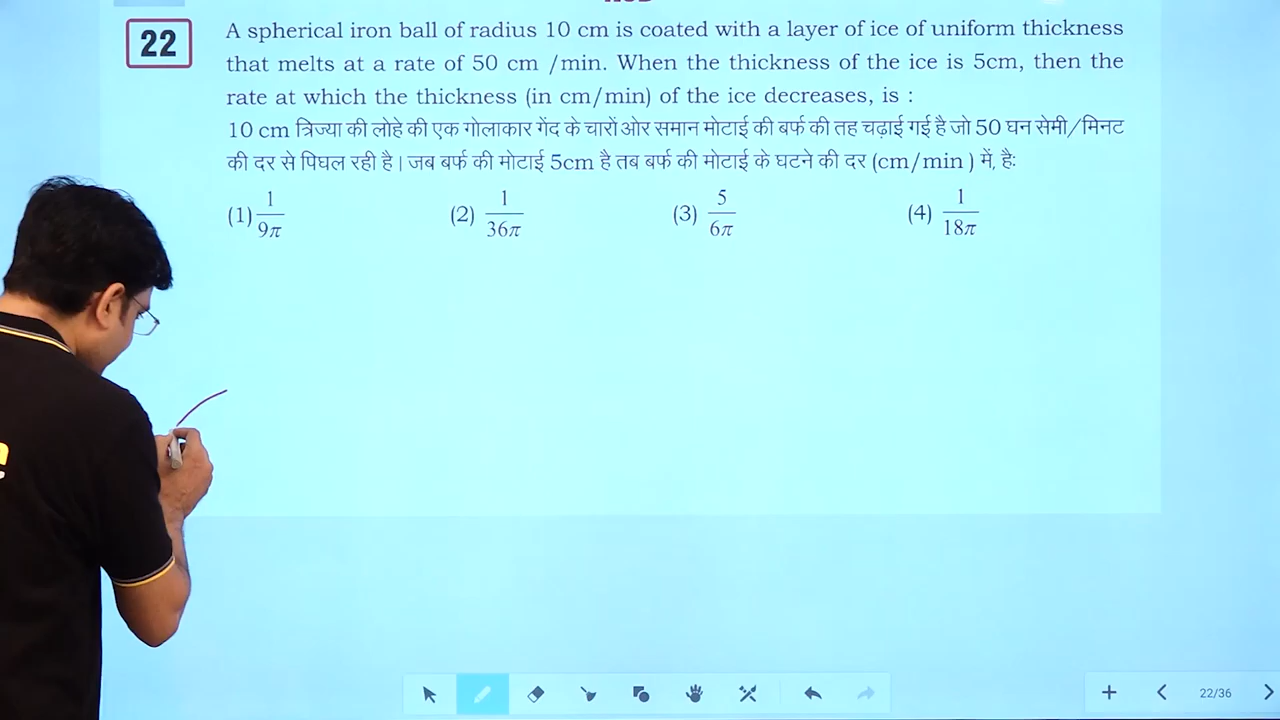 22
A spherical iron ball of radius 10 cm is coated with a layer of ice of uniform thickness
that melts at a rate of 50 cm /min. When the thickness of the ice is 5cm, then the
rate at which the thickness (in cm/min) of the ice decreases, is :
10 cm त्रिज्या की लोहे की एक गोलाकार गेंद के चारों ओर समान मोटाई की बर्फ की तह चढ़ाई गई है जो 50 घन सेमी/मिनट
की दर से पिघल रही है। जब बर्फ की मोटाई 5cm है तब बर्फ की मोटाई के घटने की दर (cm/min ) में, है:
(1) 1/9π (2) 1/36π (3) 5/6π (4) 1/18π
22/36